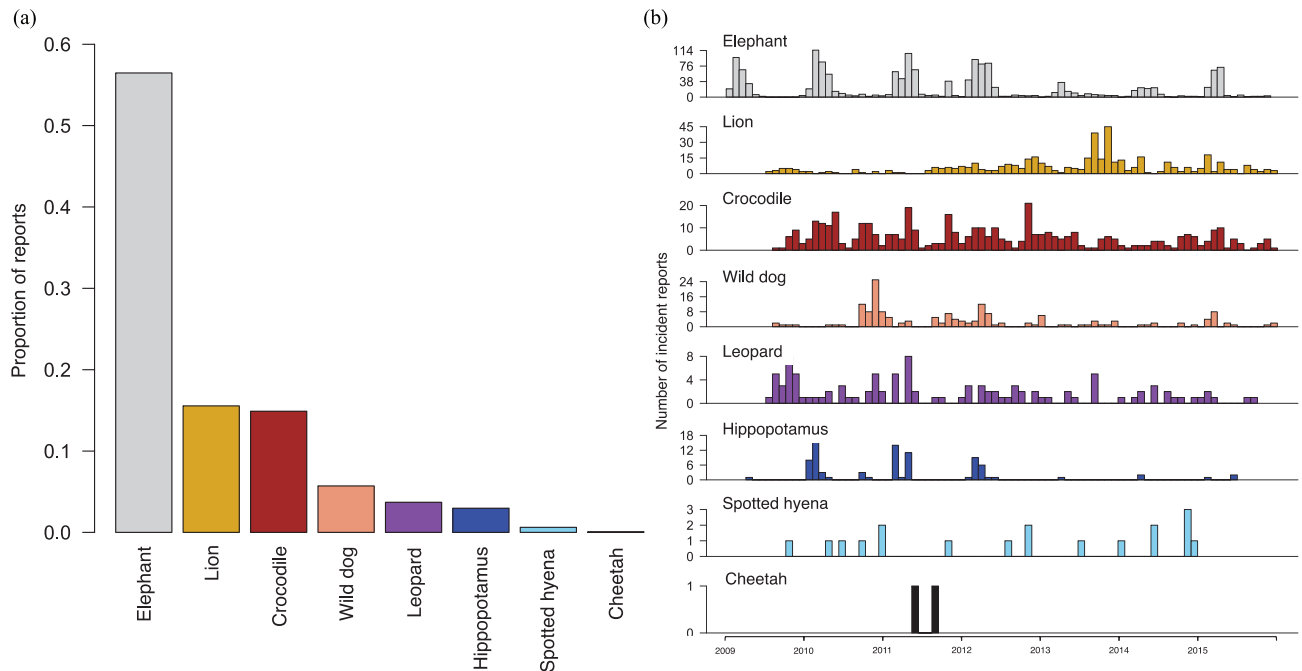 (a)
0.6
0.5
0.4
0.3
0.2
0.1
0.0
Proportion of reports
Elephant
Lion
Crocodile
Wild dog
Leopard
Hippopotamus
Spotted hyena
Cheetah
(b)
Number of incident reports
Elephant
114
76
38
0
Lion
45
30
15
0
Crocodile
20
10
0
Wild dog
24
16
8
0
Leopard
8
4
0
Hippopotamus
18
12
6
0
Spotted hyena
3
2
1
0
Cheetah
1
0
2009 2010 2011 2012 2013 2014 2015